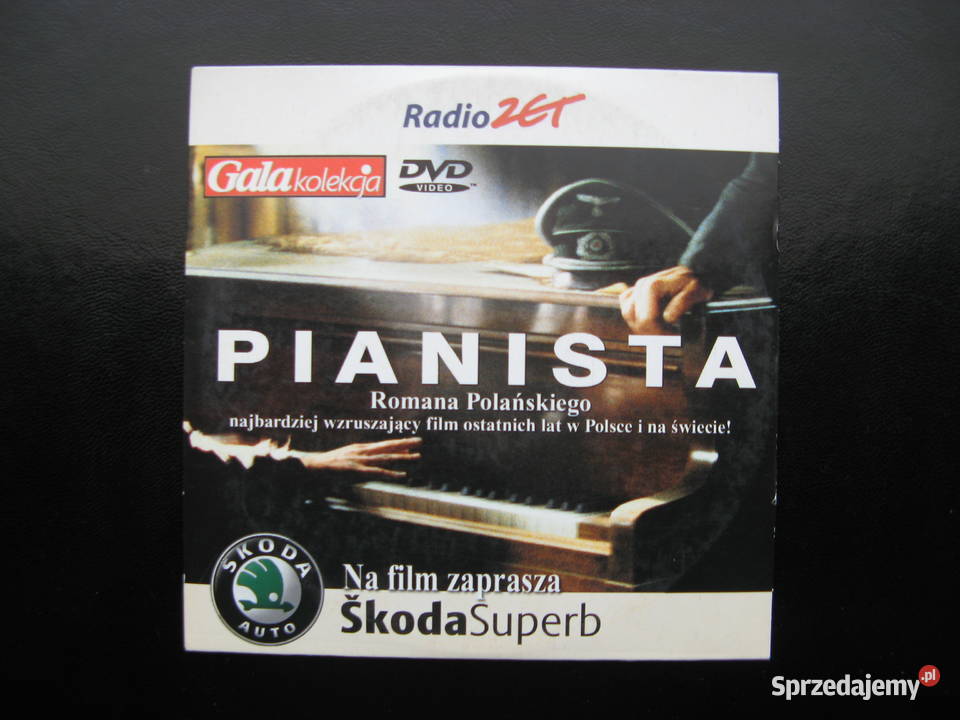 Radio ZET
Gala kolekcja
DVD
VIDEO
TM
PIANISTA
Romana Polańskiego
najbardziej wzruszający film ostatnich lat w Polsce i na świecie!
ŠKODA
AUTO
Na film zaprasza
ŠkodaSuperb
Sprzedajemy.pl